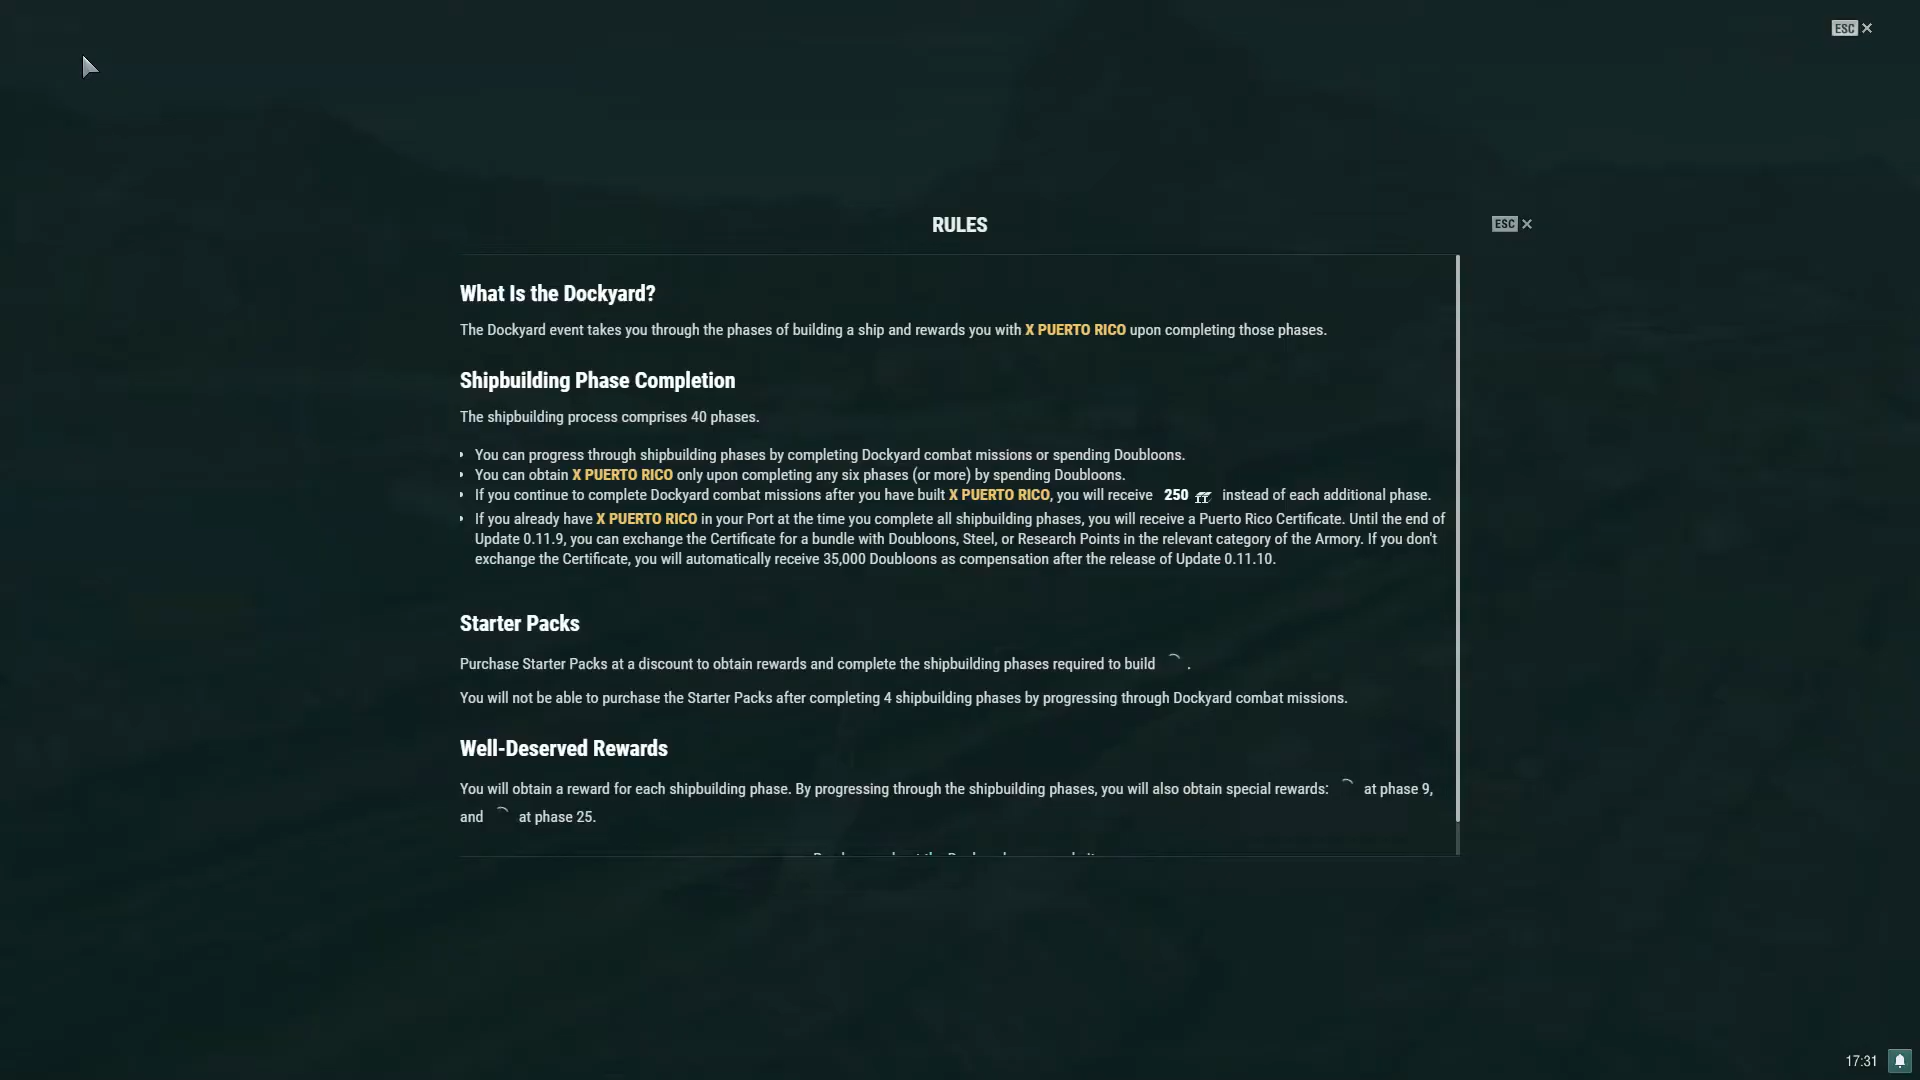 ESC
RULES
ESC
What Is the Dockyard?
The Dockyard event takes you through the phases of building a ship and rewards you with X PUERTO RICO upon completing those phases.
Shipbuilding Phase Completion
The shipbuilding process comprises 40 phases.
You can progress through shipbuilding phases by completing Dockyard combat missions or spending Doubloons.
You can obtain X PUERTO RICO only upon completing any six phases (or more) by spending Doubloons.
If you continue to complete Dockyard combat missions after you have built X PUERTO RICO, you will receive 250 instead of each additional phase.
If you already have X PUERTO RICO in your Port at the time you complete all shipbuilding phases, you will receive a Puerto Rico Certificate. Until the end of
Update 0.11.9, you can exchange the Certificate for a bundle with Doubloons, Steel, or Research Points in the relevant category of the Armory. If you don't
exchange the Certificate, you will automatically receive 35,000 Doubloons as compensation after the release of Update 0.11.10.
Starter Packs
Purchase Starter Packs at a discount to obtain rewards and complete the shipbuilding phases required to build .
You will not be able to purchase the Starter Packs after completing 4 shipbuilding phases by progressing through Dockyard combat missions.
Well-Deserved Rewards
You will obtain a reward for each shipbuilding phase. By progressing through the shipbuilding phases, you will also obtain special rewards: at phase 9,
and at phase 25.
17:31